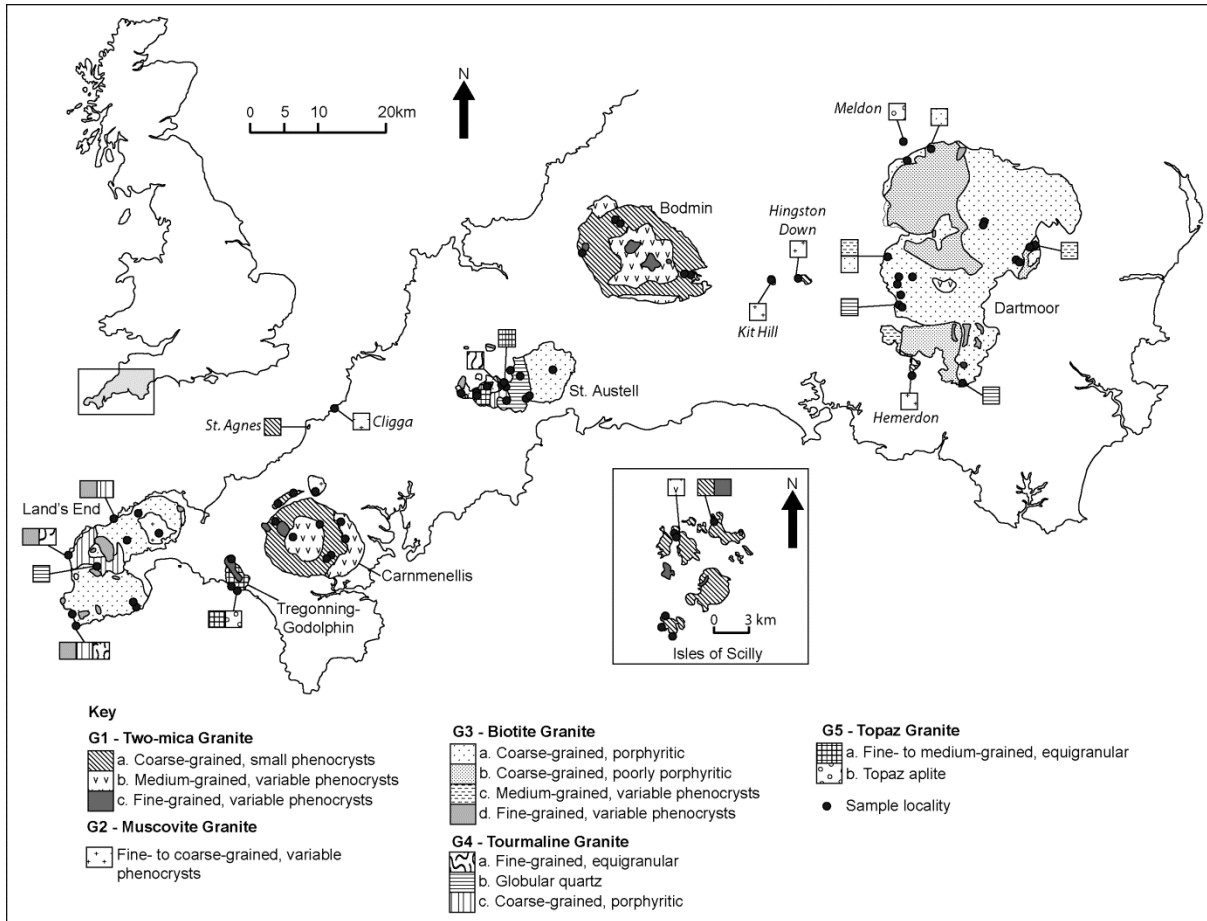 N
0 5 10 20km
Meldon
Bodmin
Hingston
Down
Kit Hill
Dartmoor
St. Austell
Hemerdon
St. Agnes
Cligga
Land's End
Carnmenellis
Tregonning-
Godolphin
N
0 3 km
Isles of Scilly
Key
G1 - Two-mica Granite
a. Coarse-grained, small phenocrysts
b. Medium-grained, variable phenocrysts
c. Fine-grained, variable phenocrysts
G2 - Muscovite Granite
Fine- to coarse-grained, variable
phenocrysts
G3 - Biotite Granite
a. Coarse-grained, porphyritic
b. Coarse-grained, poorly porphyritic
c. Medium-grained, variable phenocrysts
d. Fine-grained, variable phenocrysts
G4 - Tourmaline Granite
a. Fine-grained, equigranular
b. Globular quartz
c. Coarse-grained, porphyritic
G5 - Topaz Granite
a. Fine- to medium-grained, equigranular
b. Topaz aplite
Sample locality